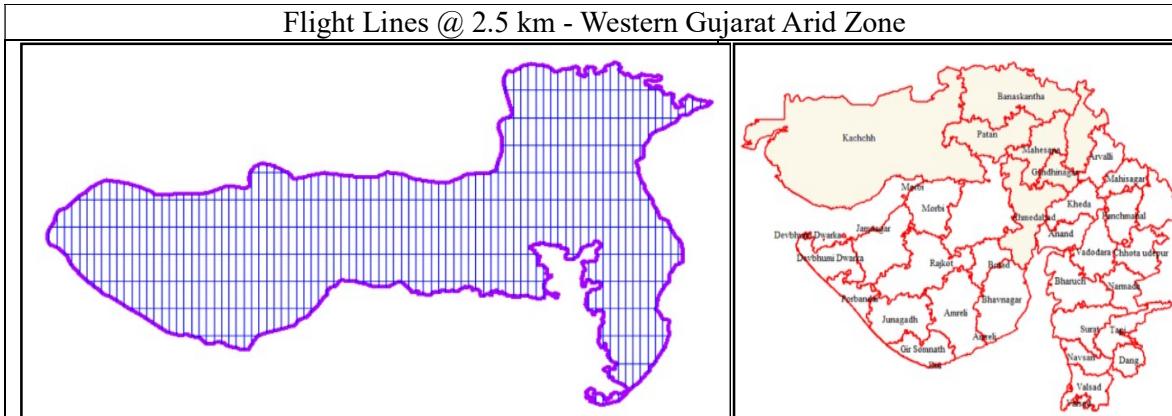 Flight Lines @ 2.5 km - Western Gujarat Arid Zone
Banaskantha
Kachchh
Patan
Mahesana
Arvalli
Gandhinagar
Mahisagar
Morbi
Morbi
Kheda
Ahmedabad
Panchmahal
Jamnagar
Devbhumi Dwarka
Anand
Devbhumi Dwarka
Vadodara
Chhota udepur
Rajkot
Botad
Bharuch
Narmada
Porbandar
Bhavnagar
Junagadh
Amreli
Surat
Tapi
Amreli
Gir Somnath
Diu
Navsari
Dang
Valsad